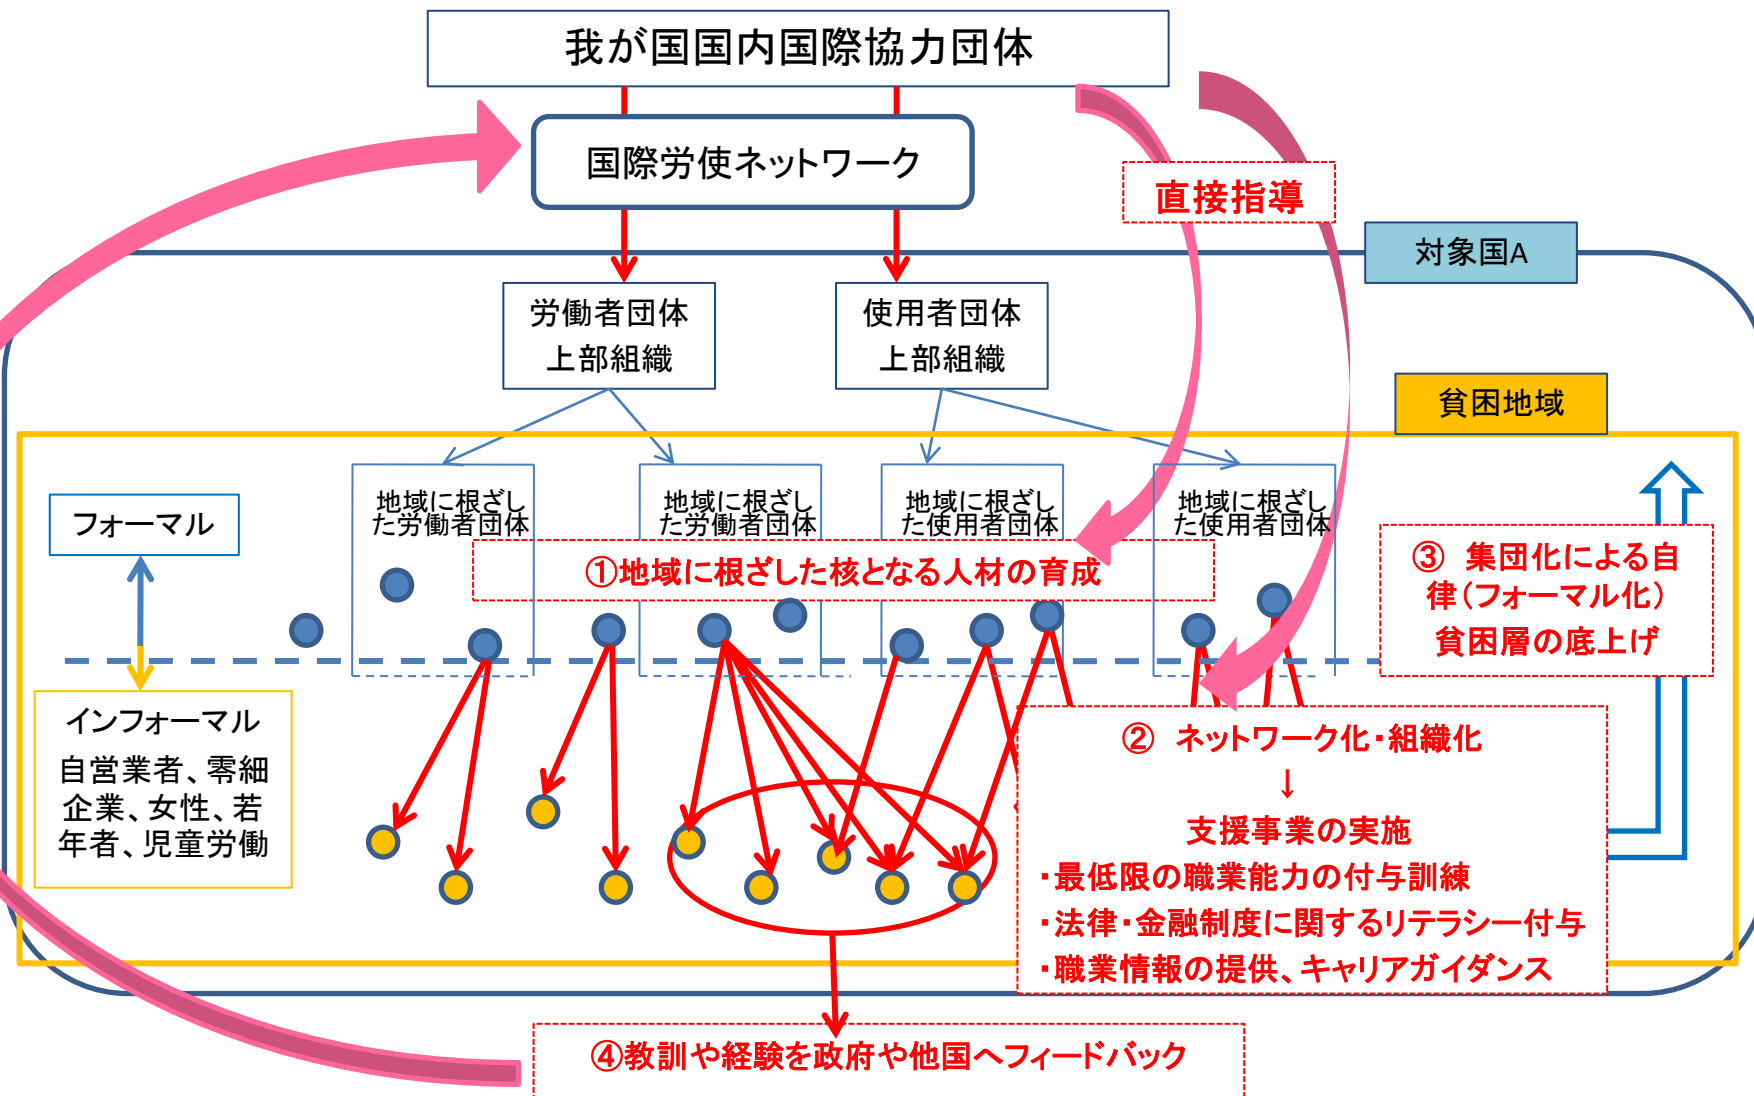 我が国国内国際協力団体
国際労使ネットワーク
直接指導
対象国A
労働者団体
上部組織
使用者団体
上部組織
貧困地域
フォーマル
地域に根ざし
た労働者団体
地域に根ざし
た労働者団体
地域に根ざし
た使用者団体
地域に根ざし
た使用者団体
①地域に根ざした核となる人材の育成
③ 集団化による自
律（フォーマル化）
貧困層の底上げ
インフォーマル
自営業者、零細
企業、女性、若
年者、児童労働
② ネットワーク化・組織化
↓
支援事業の実施
・最低限の職業能力の付与訓練
・法律・金融制度に関するリテラシー付与
・職業情報の提供、キャリアガイダンス
④教訓や経験を政府や他国へフィードバック